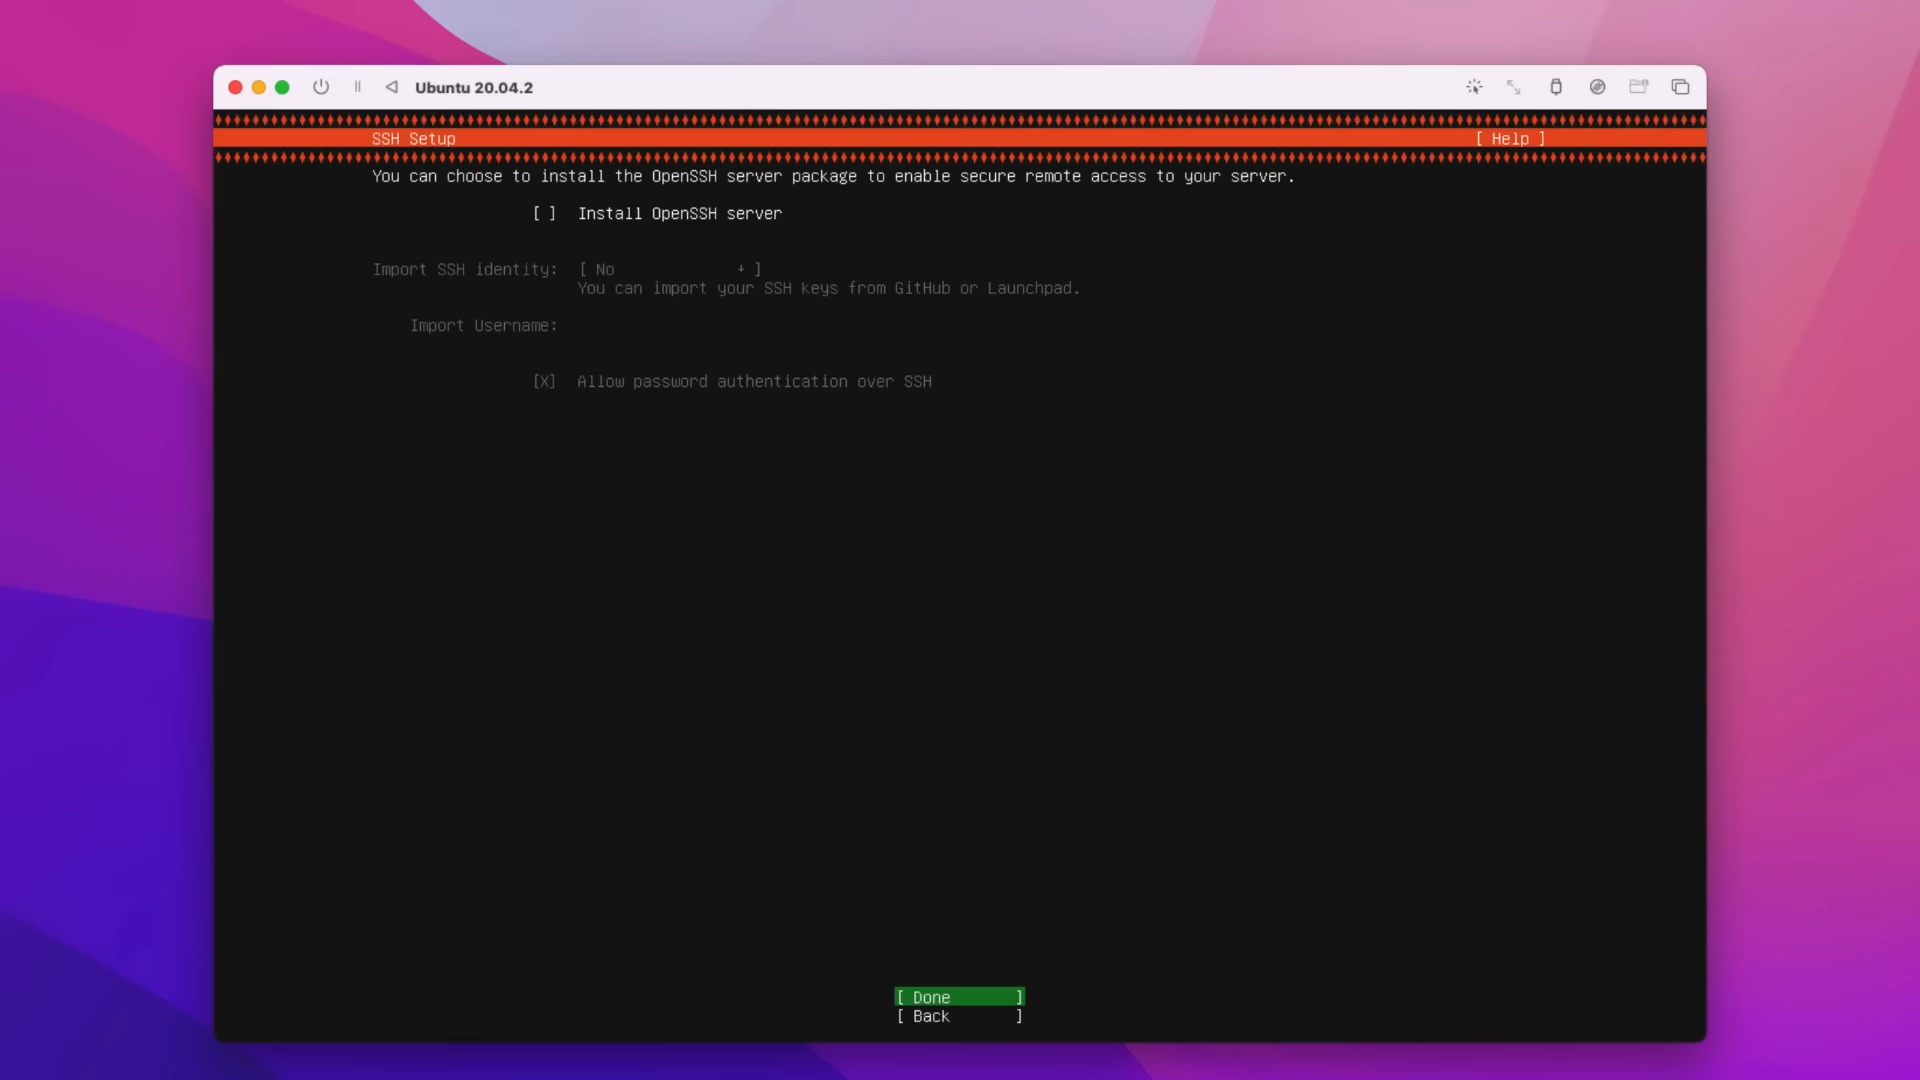 Ubuntu 20.04.2
SSH Setup [ Help ]
You can choose to install the OpenSSH server package to enable secure remote access to your server.
[ ] Install OpenSSH server
Import SSH identity: [ No ↓ ]
You can import your SSH keys from GitHub or Launchpad.
Import Username:
[X] Allow password authentication over SSH
[ Done ]
[ Back ]